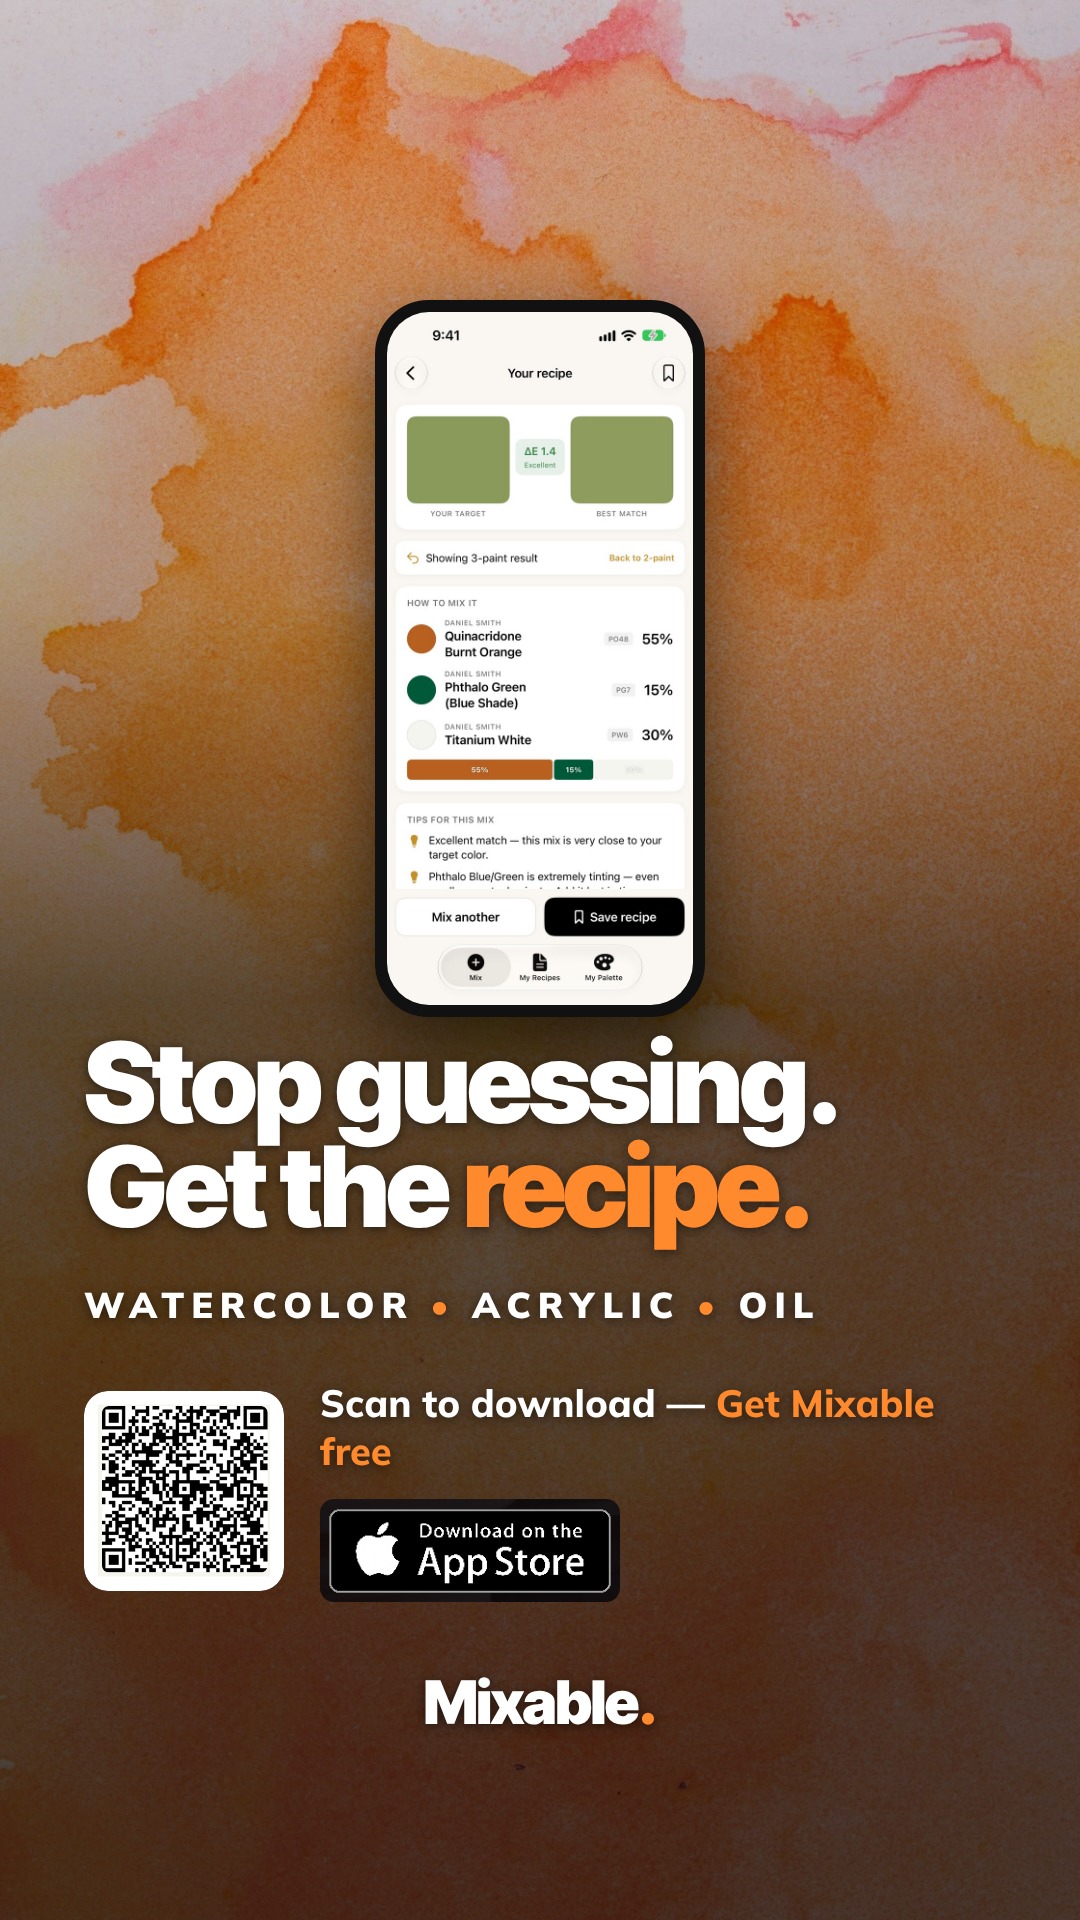 9:41
Your recipe
ΔE 1.4
Excellent
YOUR TARGET
BEST MATCH
Showing 3-paint result
Back to 2-paint
HOW TO MIX IT
DANIEL SMITH
Quinacridone
Burnt Orange
PO48
55%
DANIEL SMITH
Phthalo Green
(Blue Shade)
PG7
15%
DANIEL SMITH
Titanium White
PW6
30%
55%
15%
TIPS FOR THIS MIX
Excellent match — this mix is very close to your
target color.
Phthalo Blue/Green is extremely tinting — even
Mix another
Save recipe
Mix
My Recipes
My Palette
Stop guessing.
Get the recipe.
WATERCOLOR • ACRYLIC • OIL
Scan to download — Get Mixable
free
Download on the
App Store
Mixable.